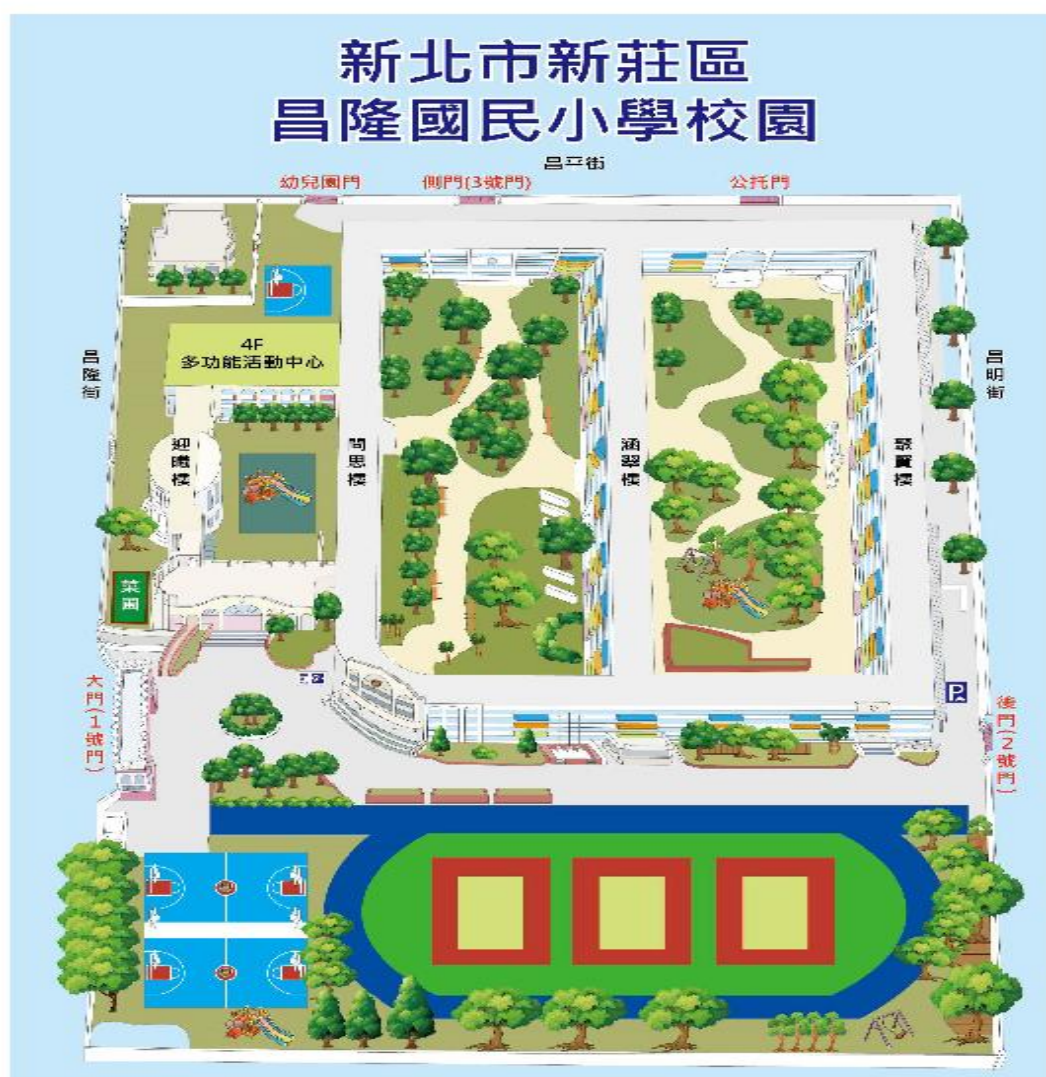 新北市新莊區
昌隆國民小學校園
昌平街
幼兒園門
側門(3號門)
公托門
4F
多功能活動中心
昌隆街
昌明街
迎曦樓
問思樓
涵翠樓
聚賢樓
菜圃
大門(1號門)
P
後門(2號門)